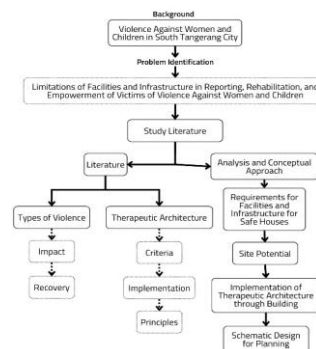 Background
Violence Against Women and
Children in South Tangerang City
Problem Identification
Limitations of Facilities and Infrastructure in Reporting, Rehabilitation, and
Empowerment of Victims of Violence Against Women and Children
Study Literature
Literature
Analysis and Conceptual
Approach
Types of Violence
Therapeutic Architecture
Requirements for
Facilities and
Infrastructure for
Safe Houses
Impact
Criteria
Site Potential
Recovery
Implementation
Implementation of
Therapeutic Architecture
through Building
Principles
Schematic Design
for Planning